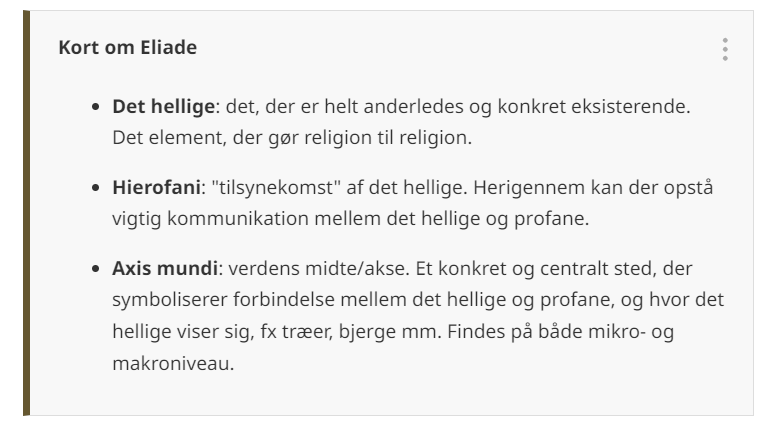 Kort om Eliade
• Det hellige: det, der er helt anderledes og konkret eksisterende.
Det element, der gør religion til religion.
• Hierofani: "tilsynekomst" af det hellige. Herigennem kan der opstå
vigtig kommunikation mellem det hellige og profane.
• Axis mundi: verdens midte/akse. Et konkret og centralt sted, der
symboliserer forbindelse mellem det hellige og profane, og hvor det
hellige viser sig, fx træer, bjerge mm. Findes på både mikro- og
makroniveau.